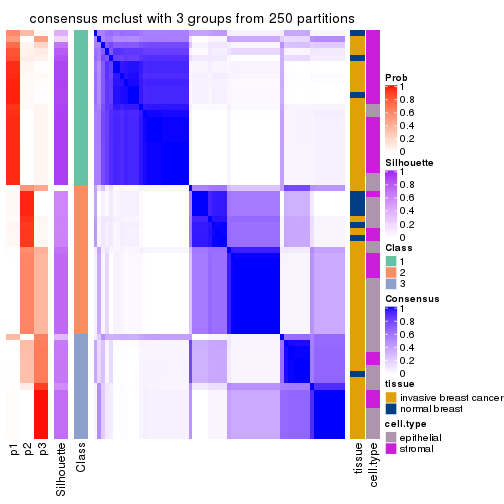 consensus mclust with 3 groups from 250 partitions
Prob
1
0.8
0.6
0.4
0.2
0
Silhouette
1
0.8
0.6
0.4
0.2
0
Class
1
2
3
Consensus
1
0.8
0.6
0.4
0.2
0
tissue
invasive breast cancer
normal breast
cell.type
epithelial
stromal
p1
p2
p3
Silhouette
Class
tissue
cell.type